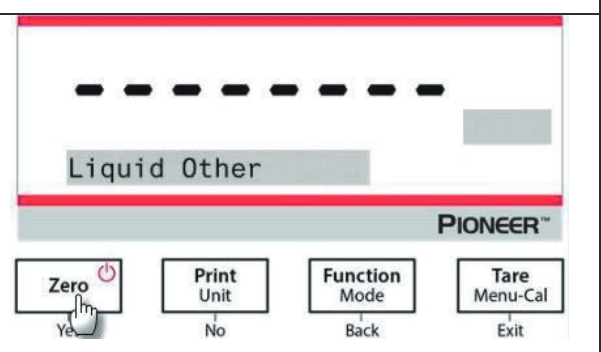 --------
Liquid Other
PIONEER™
Zero Print Function Tare
Unit Mode Menu-Cal
No Back Exit